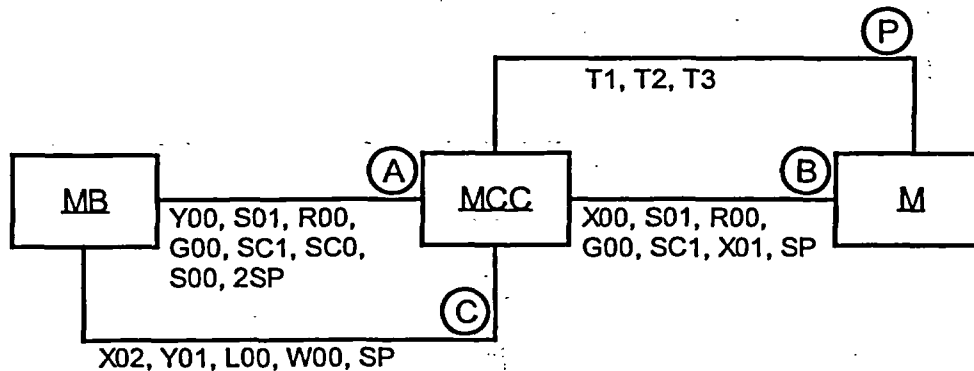 P
T1, T2, T3
A
B
MB
MCC
M
Y00, S01, R00,
G00, SC1, SC0,
S00, 2SP
X00, S01, R00,
G00, SC1, X01, SP
C
X02, Y01, L00, W00, SP